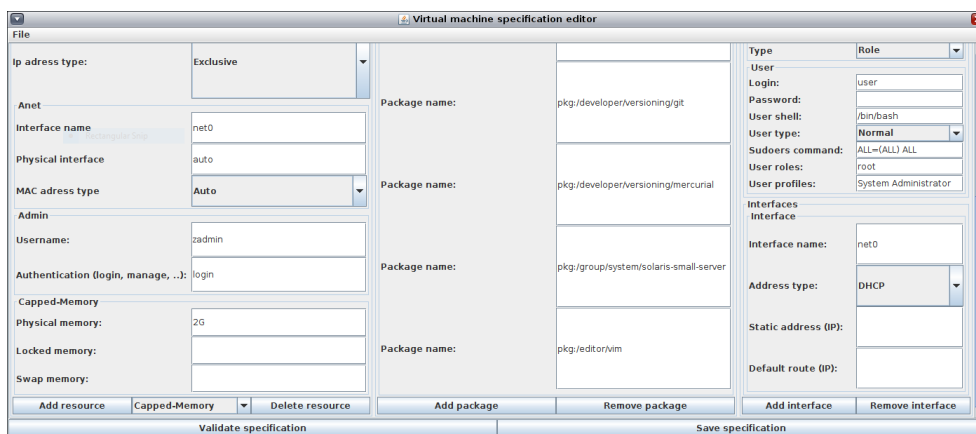 Virtual machine specification editor
File
Ip adress type:
Exclusive
Anet
Interface name
net0
Rectangular Snip
Physical interface
auto
MAC adress type
Auto
Admin
Username:
zadmin
Authentication (login, manage, ..):
login
Capped-Memory
Physical memory:
2G
Locked memory:
Swap memory:
Add resource
Capped-Memory
Delete resource
Package name:
pkg:/developer/versioning/git
Package name:
pkg:/developer/versioning/mercurial
Package name:
pkg:/group/system/solaris-small-server
Package name:
pkg:/editor/vim
Add package
Remove package
Type
Role
User
Login:
user
Password:
User shell:
/bin/bash
User type:
Normal
Sudoers command:
ALL=(ALL) ALL
User roles:
root
User profiles:
System Administrator
Interfaces
Interface
Interface name:
net0
Address type:
DHCP
Static address (IP):
Default route (IP):
Add interface
Remove interface
Validate specification
Save specification